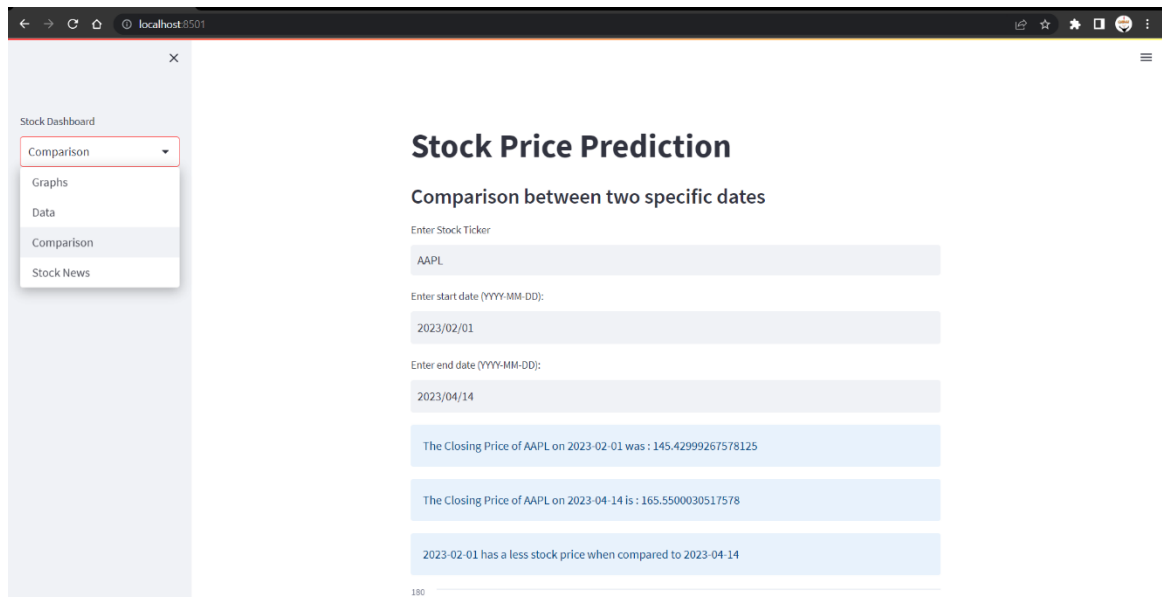 localhost:8501
Stock Dashboard
Comparison
Graphs
Data
Comparison
Stock News
Stock Price Prediction
Comparison between two specific dates
Enter Stock Ticker
AAPL
Enter start date (YYYY-MM-DD):
2023/02/01
Enter end date (YYYY-MM-DD):
2023/04/14
The Closing Price of AAPL on 2023-02-01 was : 145.42999267578125
The Closing Price of AAPL on 2023-04-14 is : 165.5500030517578
2023-02-01 has a less stock price when compared to 2023-04-14
180